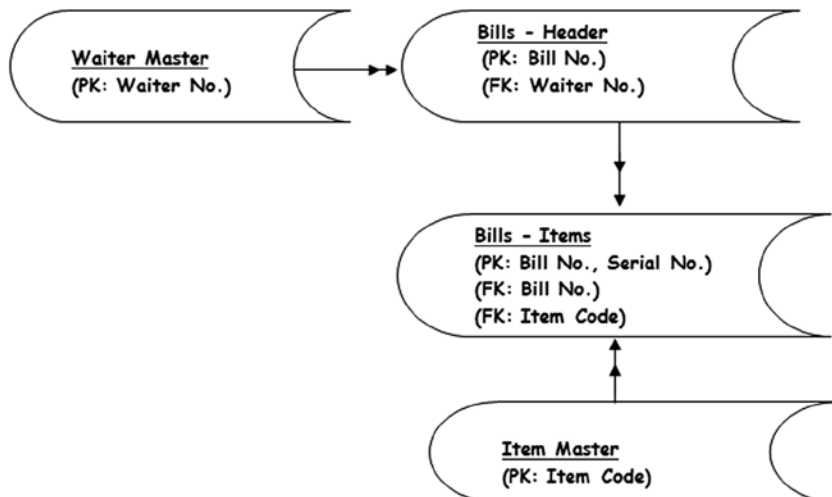 Waiter Master
(PK: Waiter No.)
Bills - Header
(PK: Bill No.)
(FK: Waiter No.)
Bills - Items
(PK: Bill No., Serial No.)
(FK: Bill No.)
(FK: Item Code)
Item Master
(PK: Item Code)